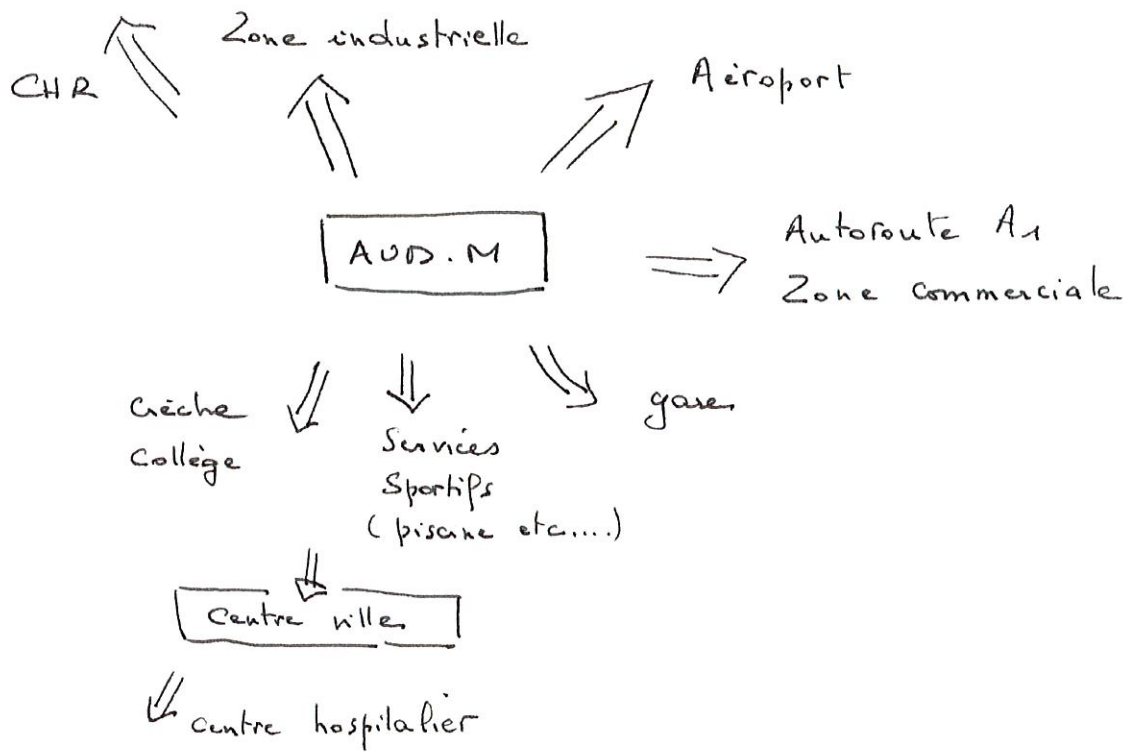 Zone industrielle
CHR
Aéroport
AUD.M
Autoroute A1
Zone commerciale
Crèche
Collège
Services
Sportifs
(piscine etc....)
gare
Centre ville
centre hospitalier